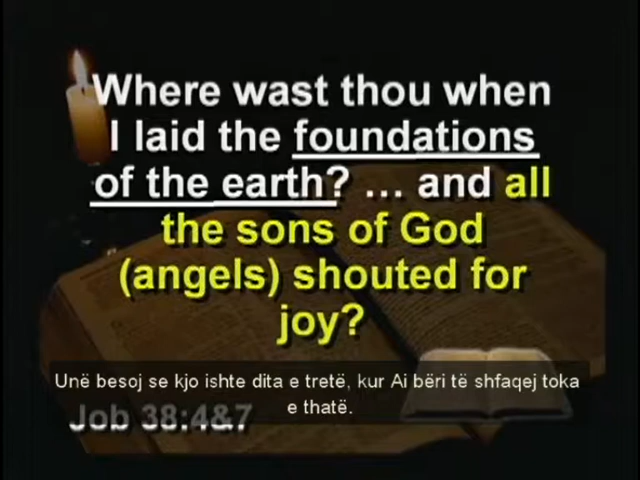 Where wast thou when
I laid the foundations
of the earth? ... and all
the sons of God
(angels) shouted for
joy?
Unë besoj se kjo ishte dita e tretë, kur Ai bëri të shfaqej toka
e thatë.
Job 38:4&7